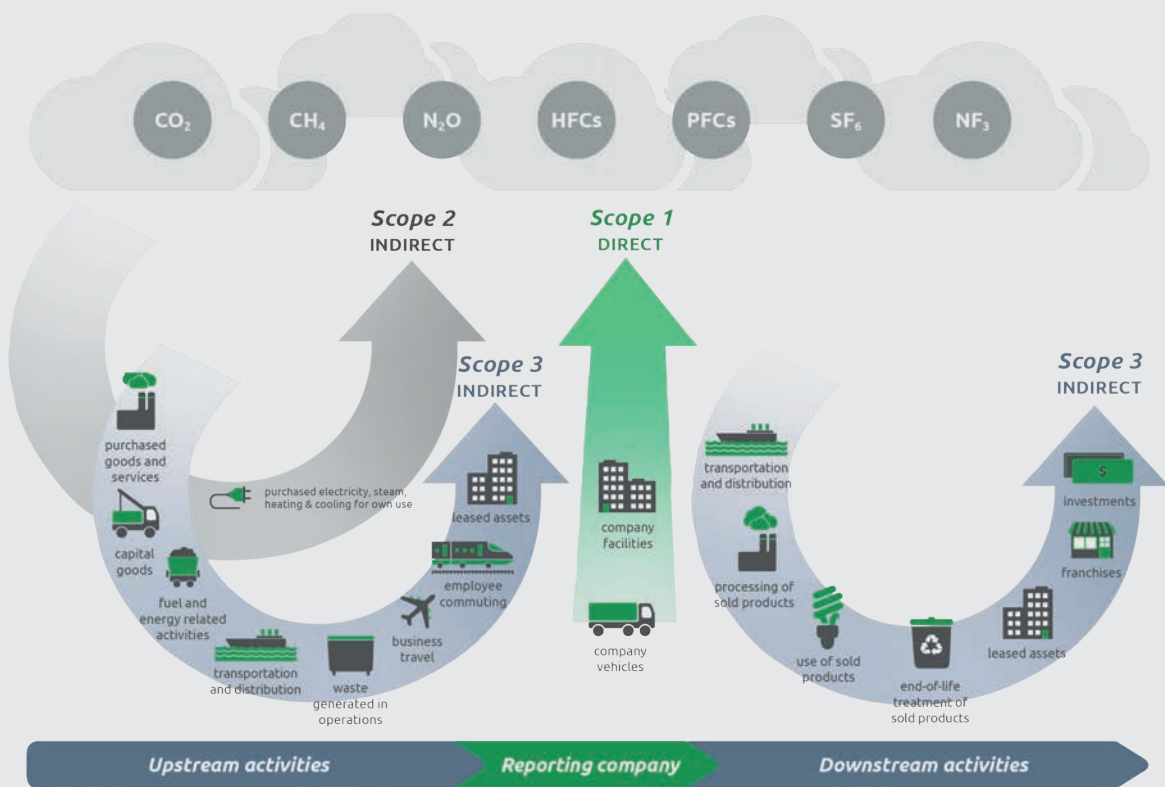 CO₂
CH₄
N₂O
HFCs
PFCs
SF₆
NF₃
Scope 2
INDIRECT
Scope 1
DIRECT
Scope 3
INDIRECT
Scope 3
INDIRECT
purchased
goods and
services
capital
goods
fuel and
energy related
activities
transportation
and distribution
waste
generated in
operations
business
travel
employee
commuting
leased assets
purchased electricity, steam,
heating & cooling for own use
company
facilities
company
vehicles
transportation
and distribution
processing of
sold products
use of sold
products
end-of-life
treatment of
sold products
leased assets
franchises
$
investments
Upstream activities
Reporting company
Downstream activities